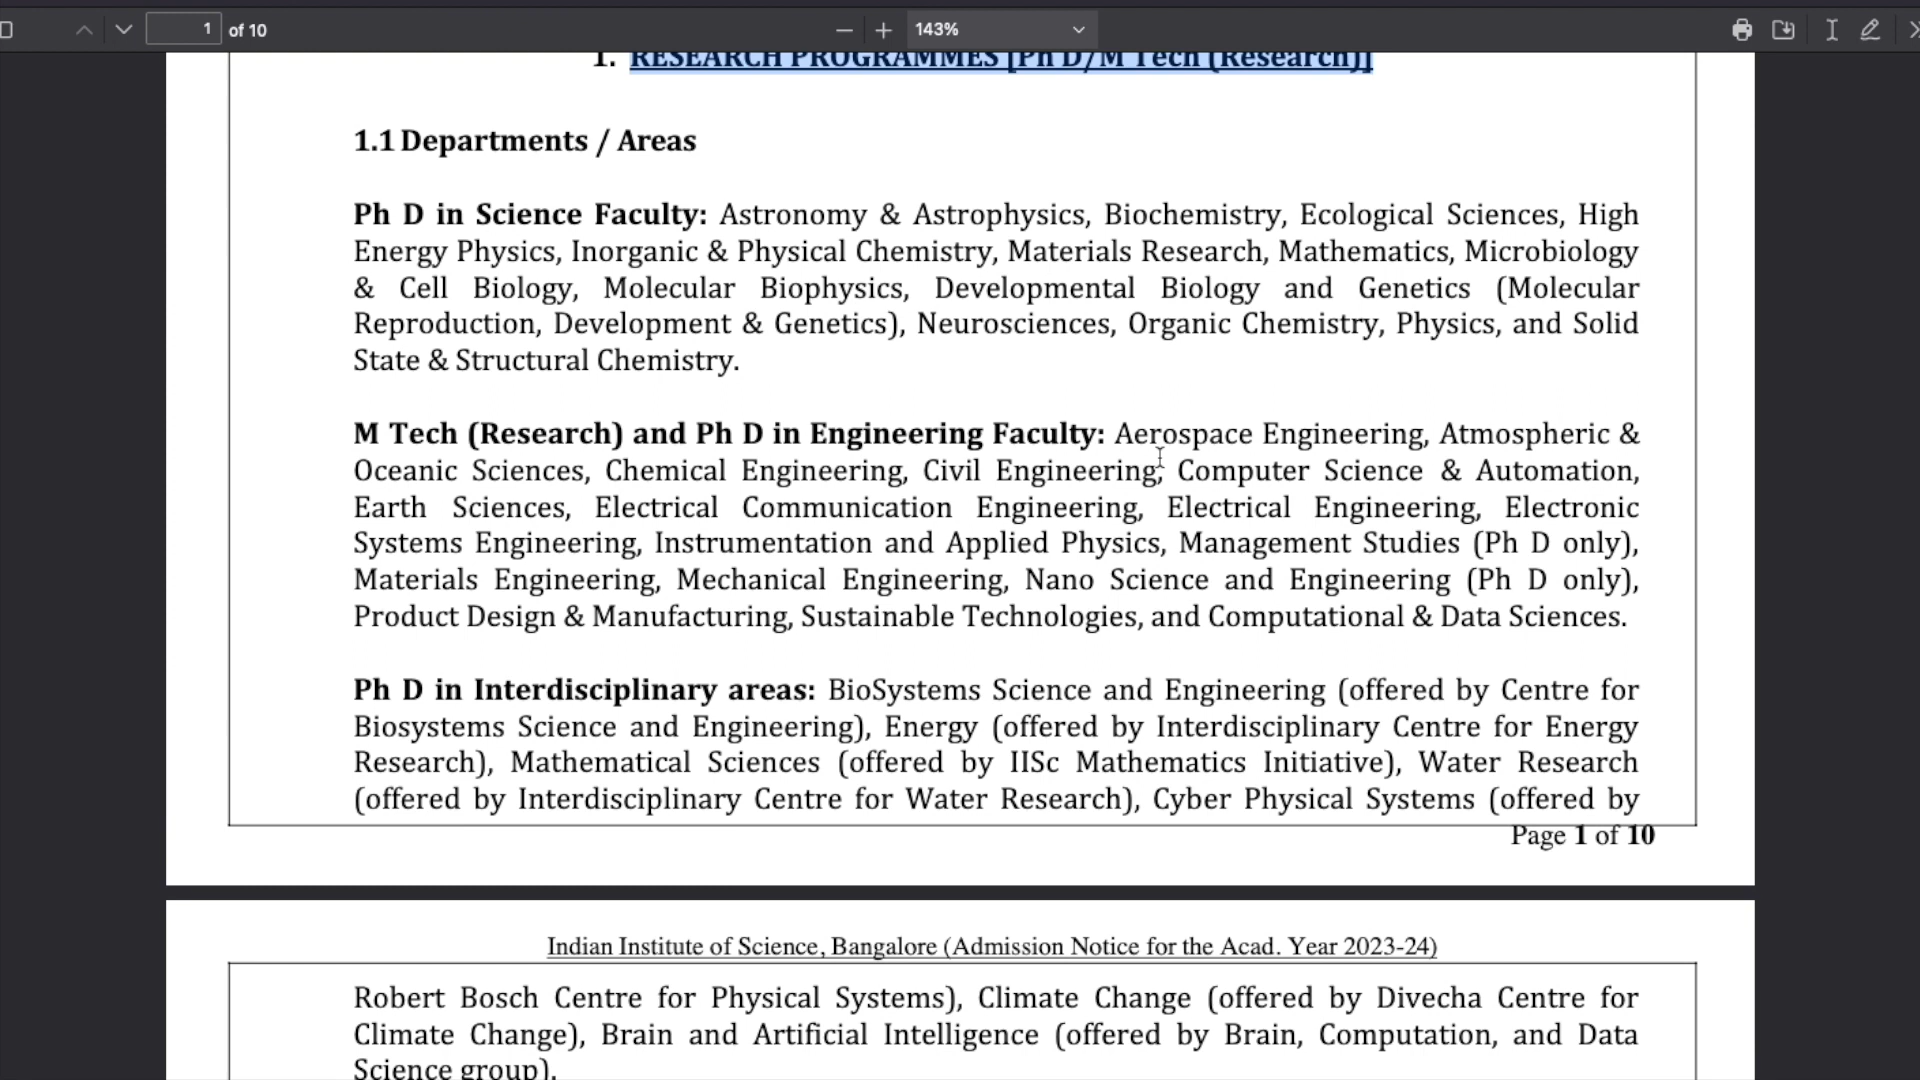 1 of 10 143%
1. RESEARCH PROGRAMMES [Ph D/M Tech (Research)]
1.1 Departments / Areas
Ph D in Science Faculty: Astronomy & Astrophysics, Biochemistry, Ecological Sciences, High
Energy Physics, Inorganic & Physical Chemistry, Materials Research, Mathematics, Microbiology
& Cell Biology, Molecular Biophysics, Developmental Biology and Genetics (Molecular
Reproduction, Development & Genetics), Neurosciences, Organic Chemistry, Physics, and Solid
State & Structural Chemistry.
M Tech (Research) and Ph D in Engineering Faculty: Aerospace Engineering, Atmospheric &
Oceanic Sciences, Chemical Engineering, Civil Engineering, Computer Science & Automation,
Earth Sciences, Electrical Communication Engineering, Electrical Engineering, Electronic
Systems Engineering, Instrumentation and Applied Physics, Management Studies (Ph D only),
Materials Engineering, Mechanical Engineering, Nano Science and Engineering (Ph D only),
Product Design & Manufacturing, Sustainable Technologies, and Computational & Data Sciences.
Ph D in Interdisciplinary areas: BioSystems Science and Engineering (offered by Centre for
Biosystems Science and Engineering), Energy (offered by Interdisciplinary Centre for Energy
Research), Mathematical Sciences (offered by IISc Mathematics Initiative), Water Research
(offered by Interdisciplinary Centre for Water Research), Cyber Physical Systems (offered by
Page 1 of 10
Indian Institute of Science, Bangalore (Admission Notice for the Acad. Year 2023-24)
Robert Bosch Centre for Physical Systems), Climate Change (offered by Divecha Centre for
Climate Change), Brain and Artificial Intelligence (offered by Brain, Computation, and Data
Science group).